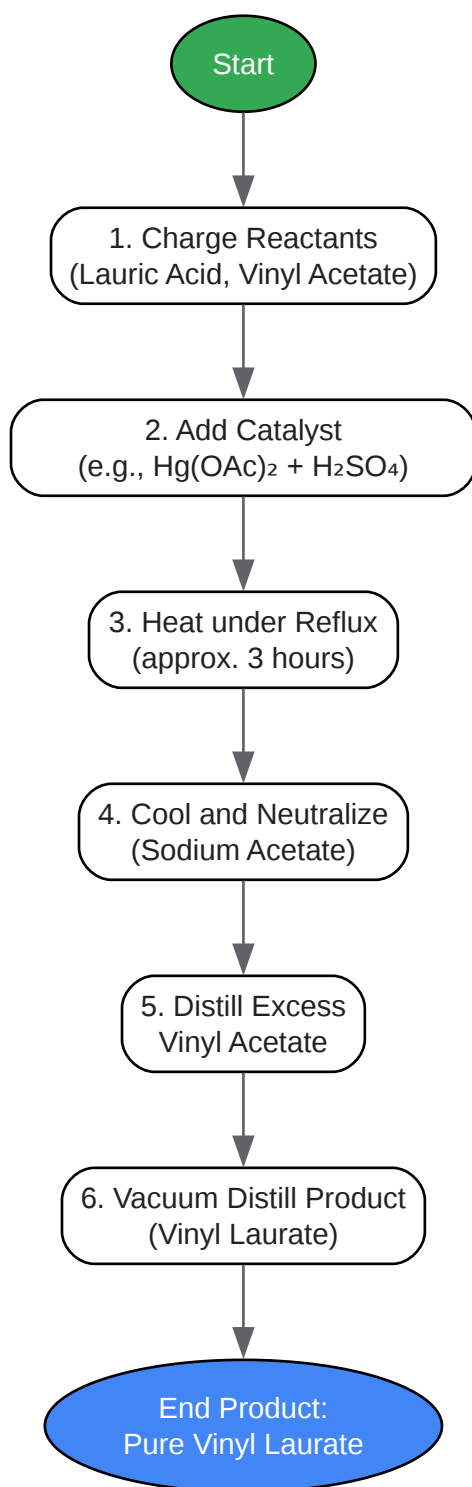 Start
1. Charge Reactants
(Lauric Acid, Vinyl Acetate)
2. Add Catalyst
(e.g., Hg(OAc)₂ + H₂SO₄)
3. Heat under Reflux
(approx. 3 hours)
4. Cool and Neutralize
(Sodium Acetate)
5. Distill Excess
Vinyl Acetate
6. Vacuum Distill Product
(Vinyl Laurate)
End Product:
Pure Vinyl Laurate